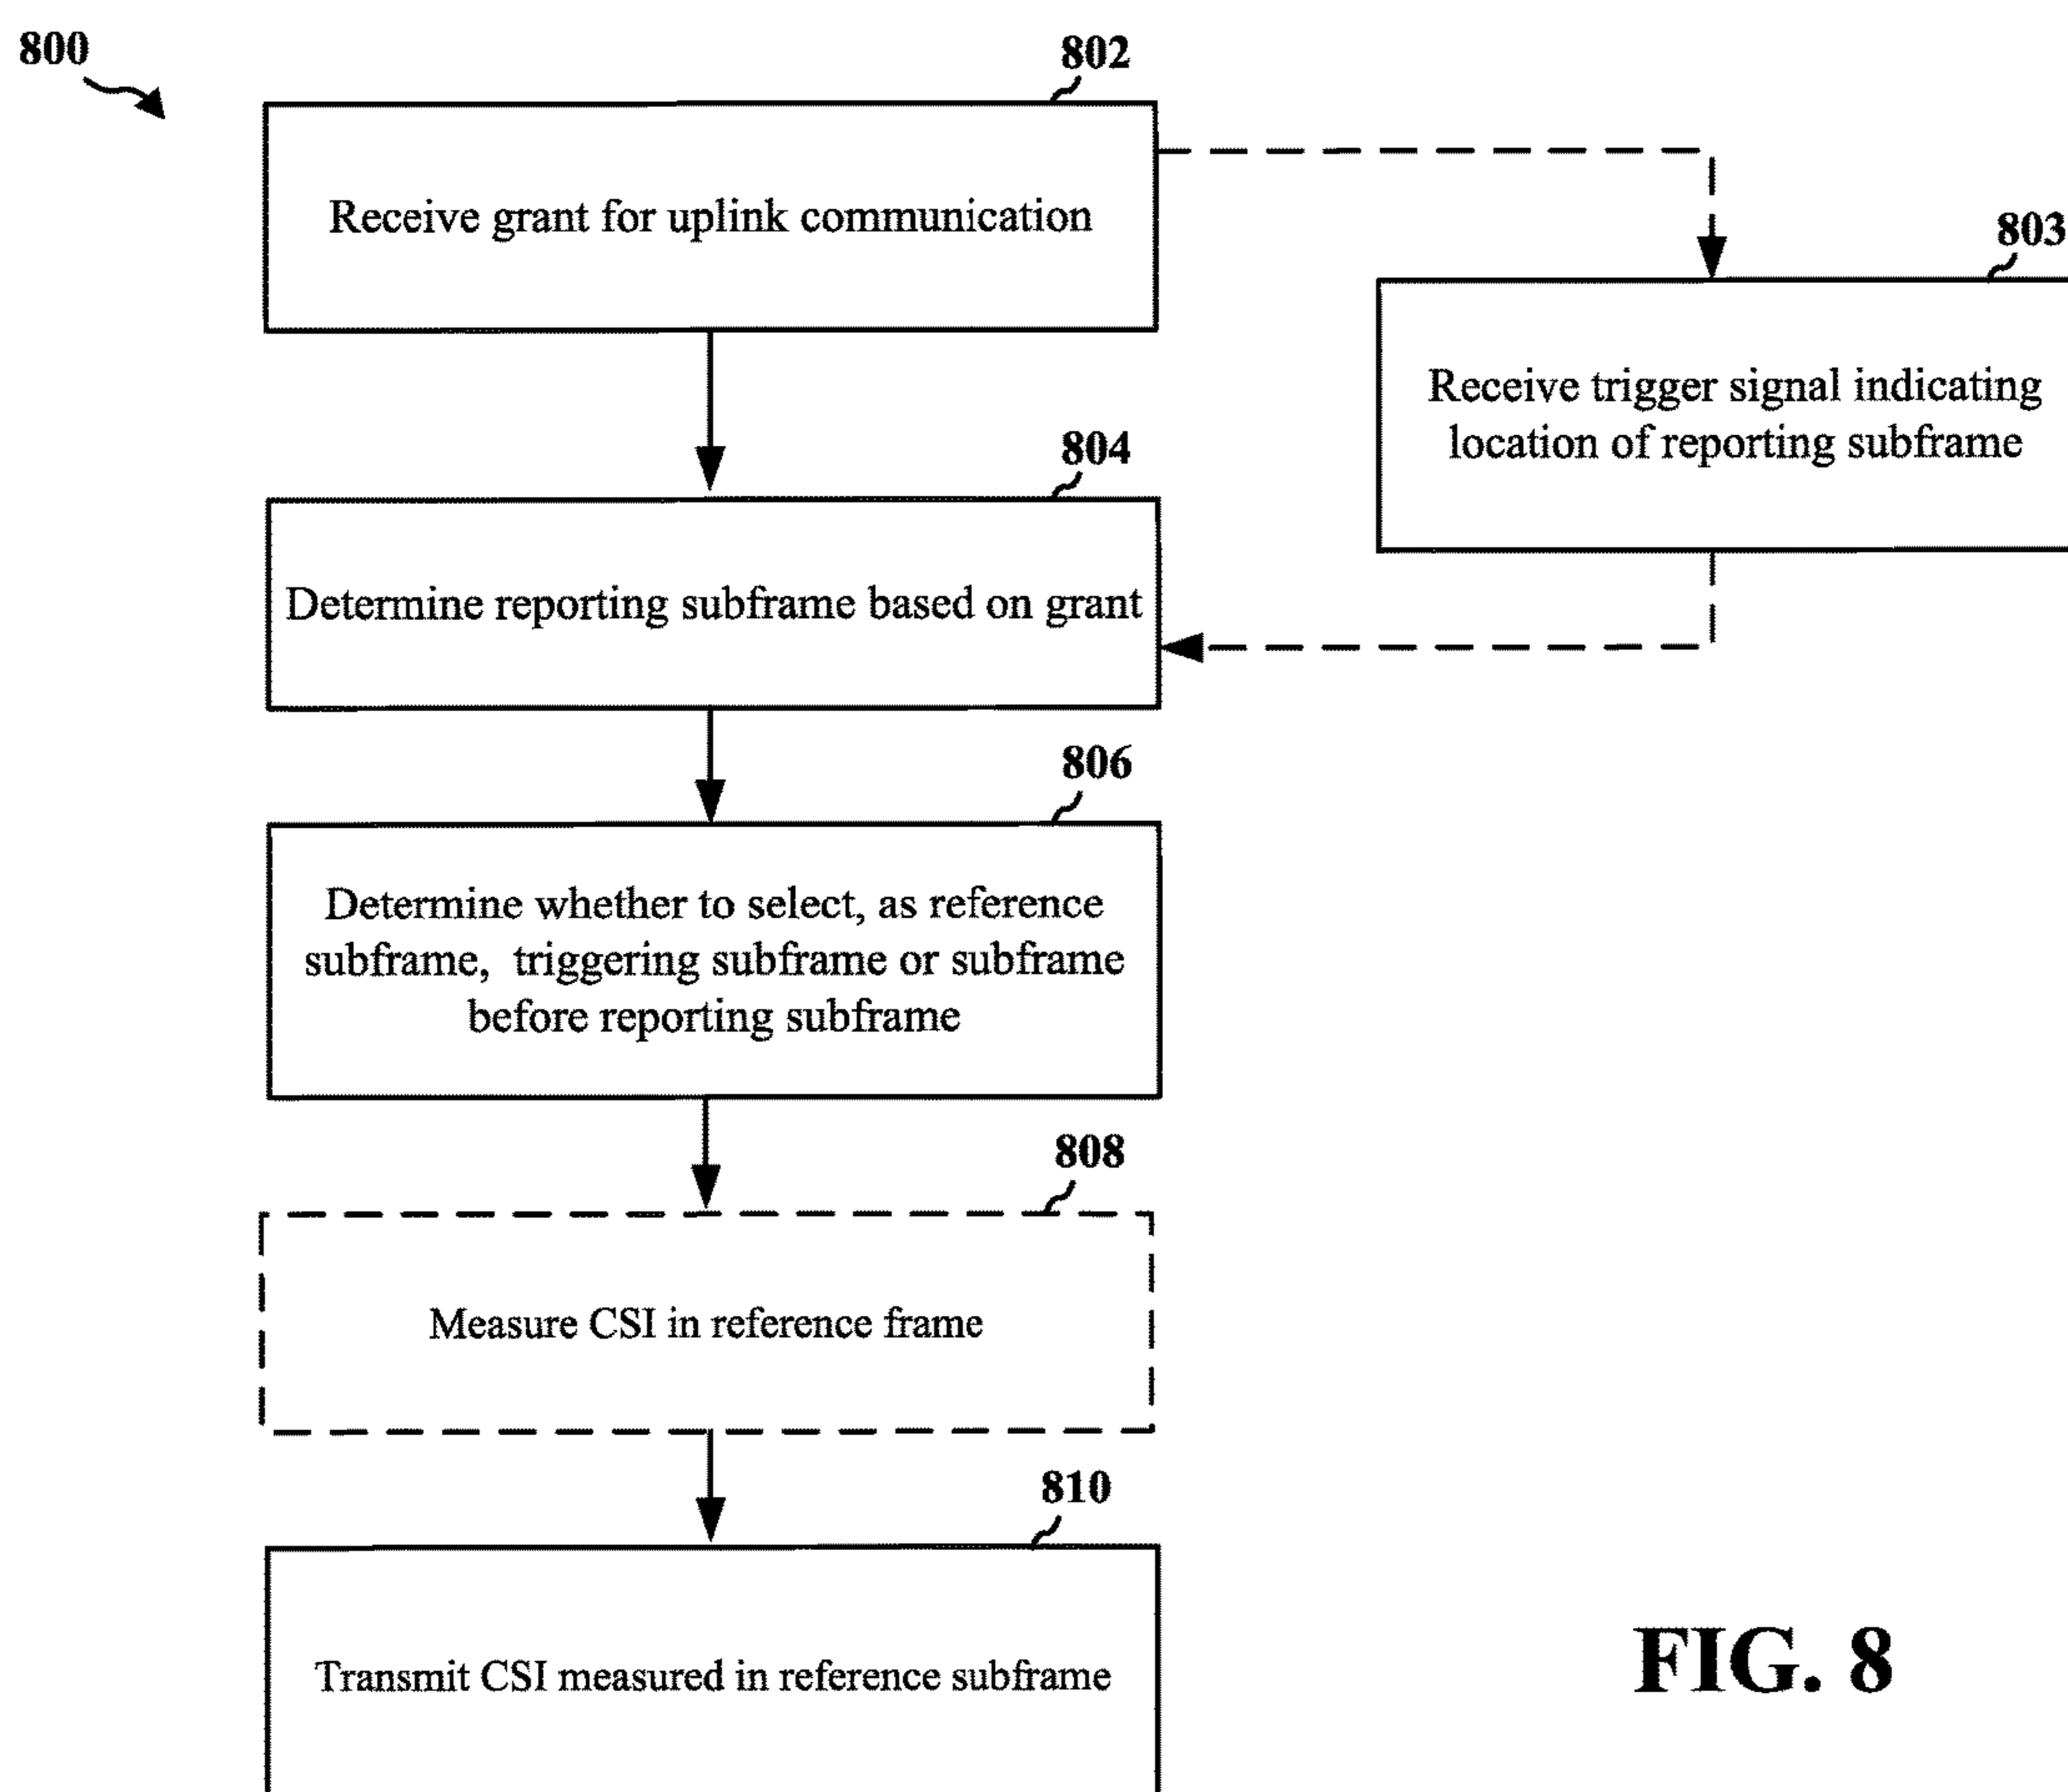 800
802
Receive grant for uplink communication
803
Receive trigger signal indicating
location of reporting subframe
804
Determine reporting subframe based on grant
806
Determine whether to select, as reference
subframe, triggering subframe or subframe
before reporting subframe
808
Measure CSI in reference frame
810
Transmit CSI measured in reference subframe
FIG. 8